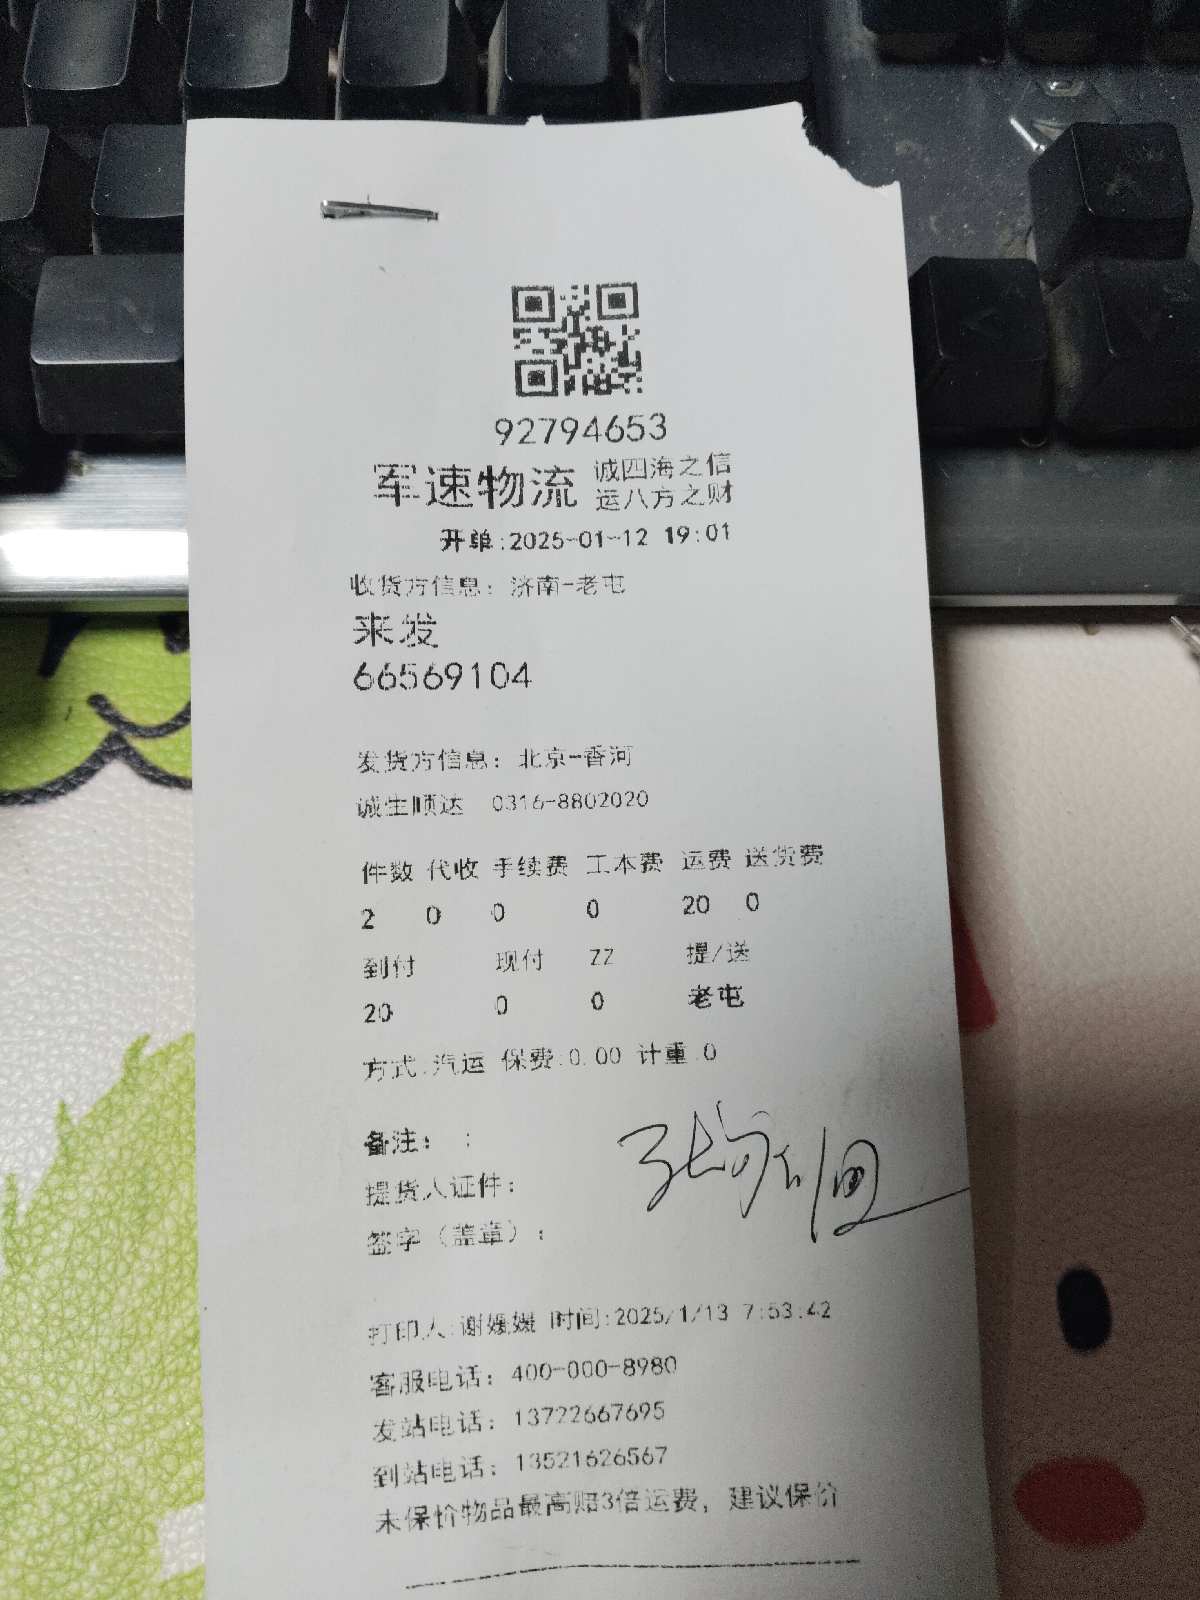 92794653
军速物流 诚四海之信
运八方之财
开单:2025-01-12 19:01
收货方信息: 济南-老屯
来发
66569104
发货方信息: 北京-香河
诚生顺达 0316-8802020
件数 代收 手续费 工本费 运费 送货费
2 0 0 0 20 0
到付 现付 ZZ 提/送
20 0 0 老屯
方式:汽运 保费:0.00 计重:0
备注: :
提货人证件:
签字（盖章）:
打印人:谢媛媛 时间:2025/1/13 7:53:42
客服电话: 400-000-8980
发站电话: 13722667695
到站电话: 13521626567
未保价物品最高赔3倍运费, 建议保价